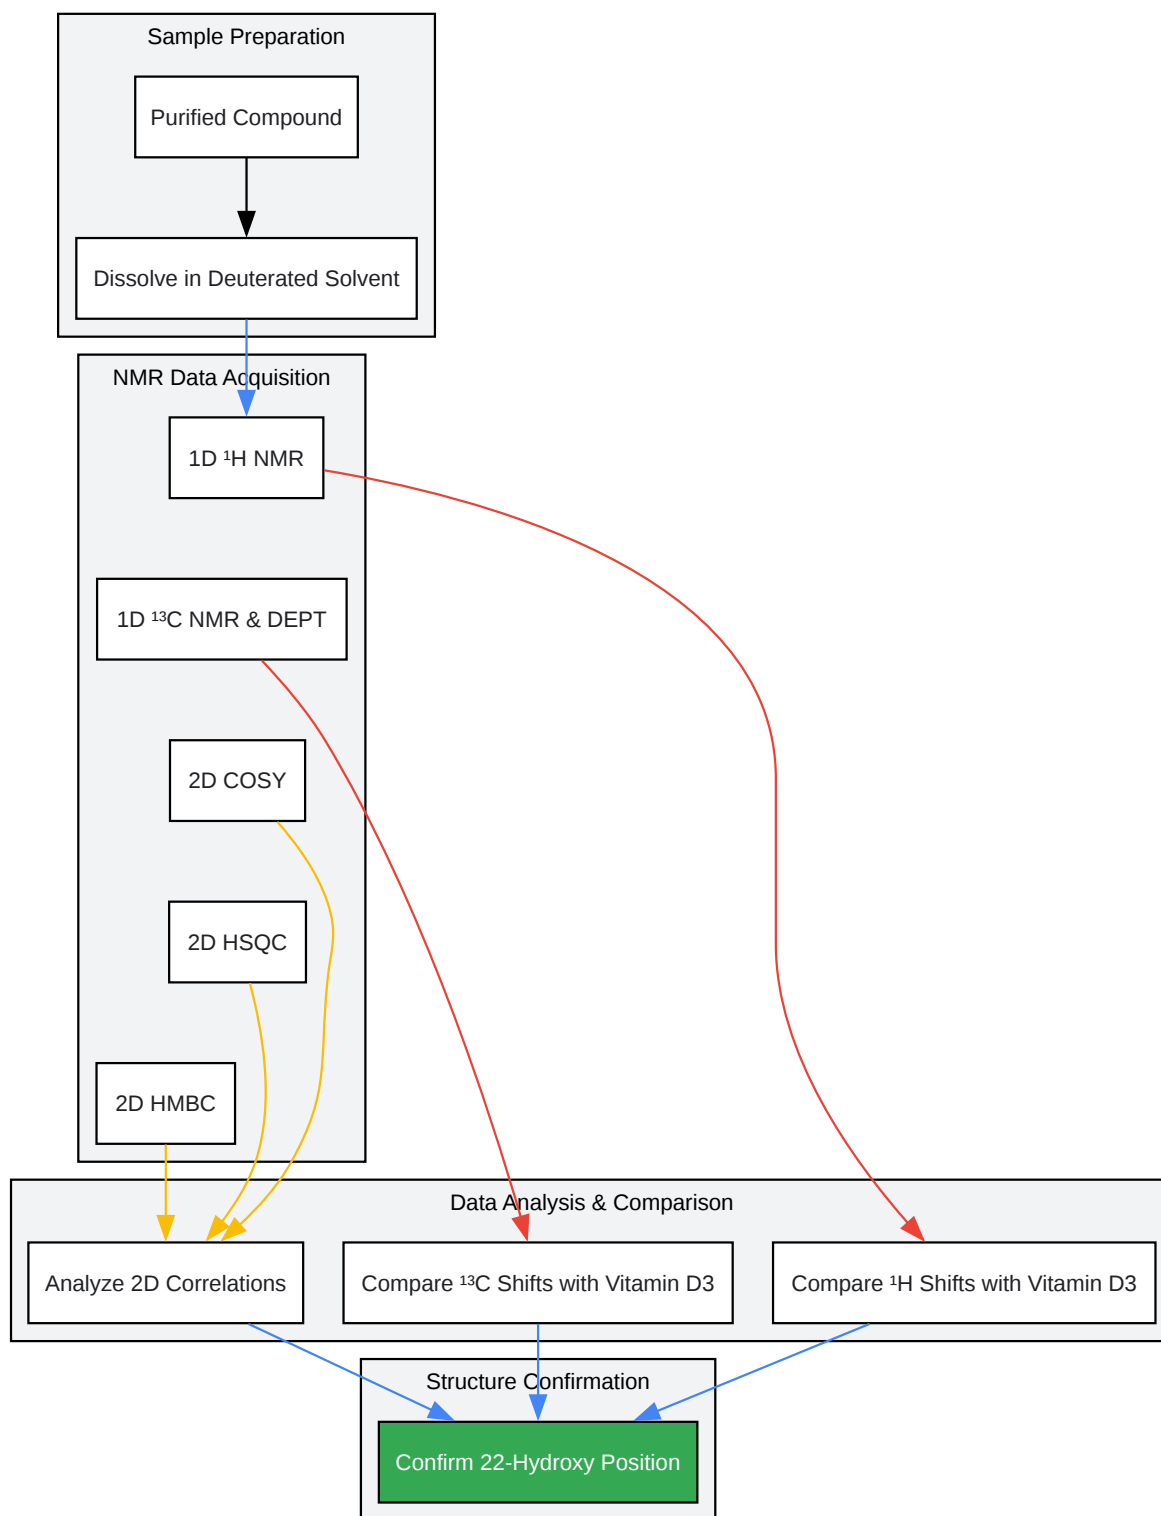 Sample Preparation
Purified Compound
Dissolve in Deuterated Solvent
NMR Data Acquisition
1D ¹H NMR
1D ¹³C NMR & DEPT
2D COSY
2D HSQC
2D HMBC
Data Analysis & Comparison
Analyze 2D Correlations
Compare ¹³C Shifts with Vitamin D3
Compare ¹H Shifts with Vitamin D3
Structure Confirmation
Confirm 22-Hydroxy Position